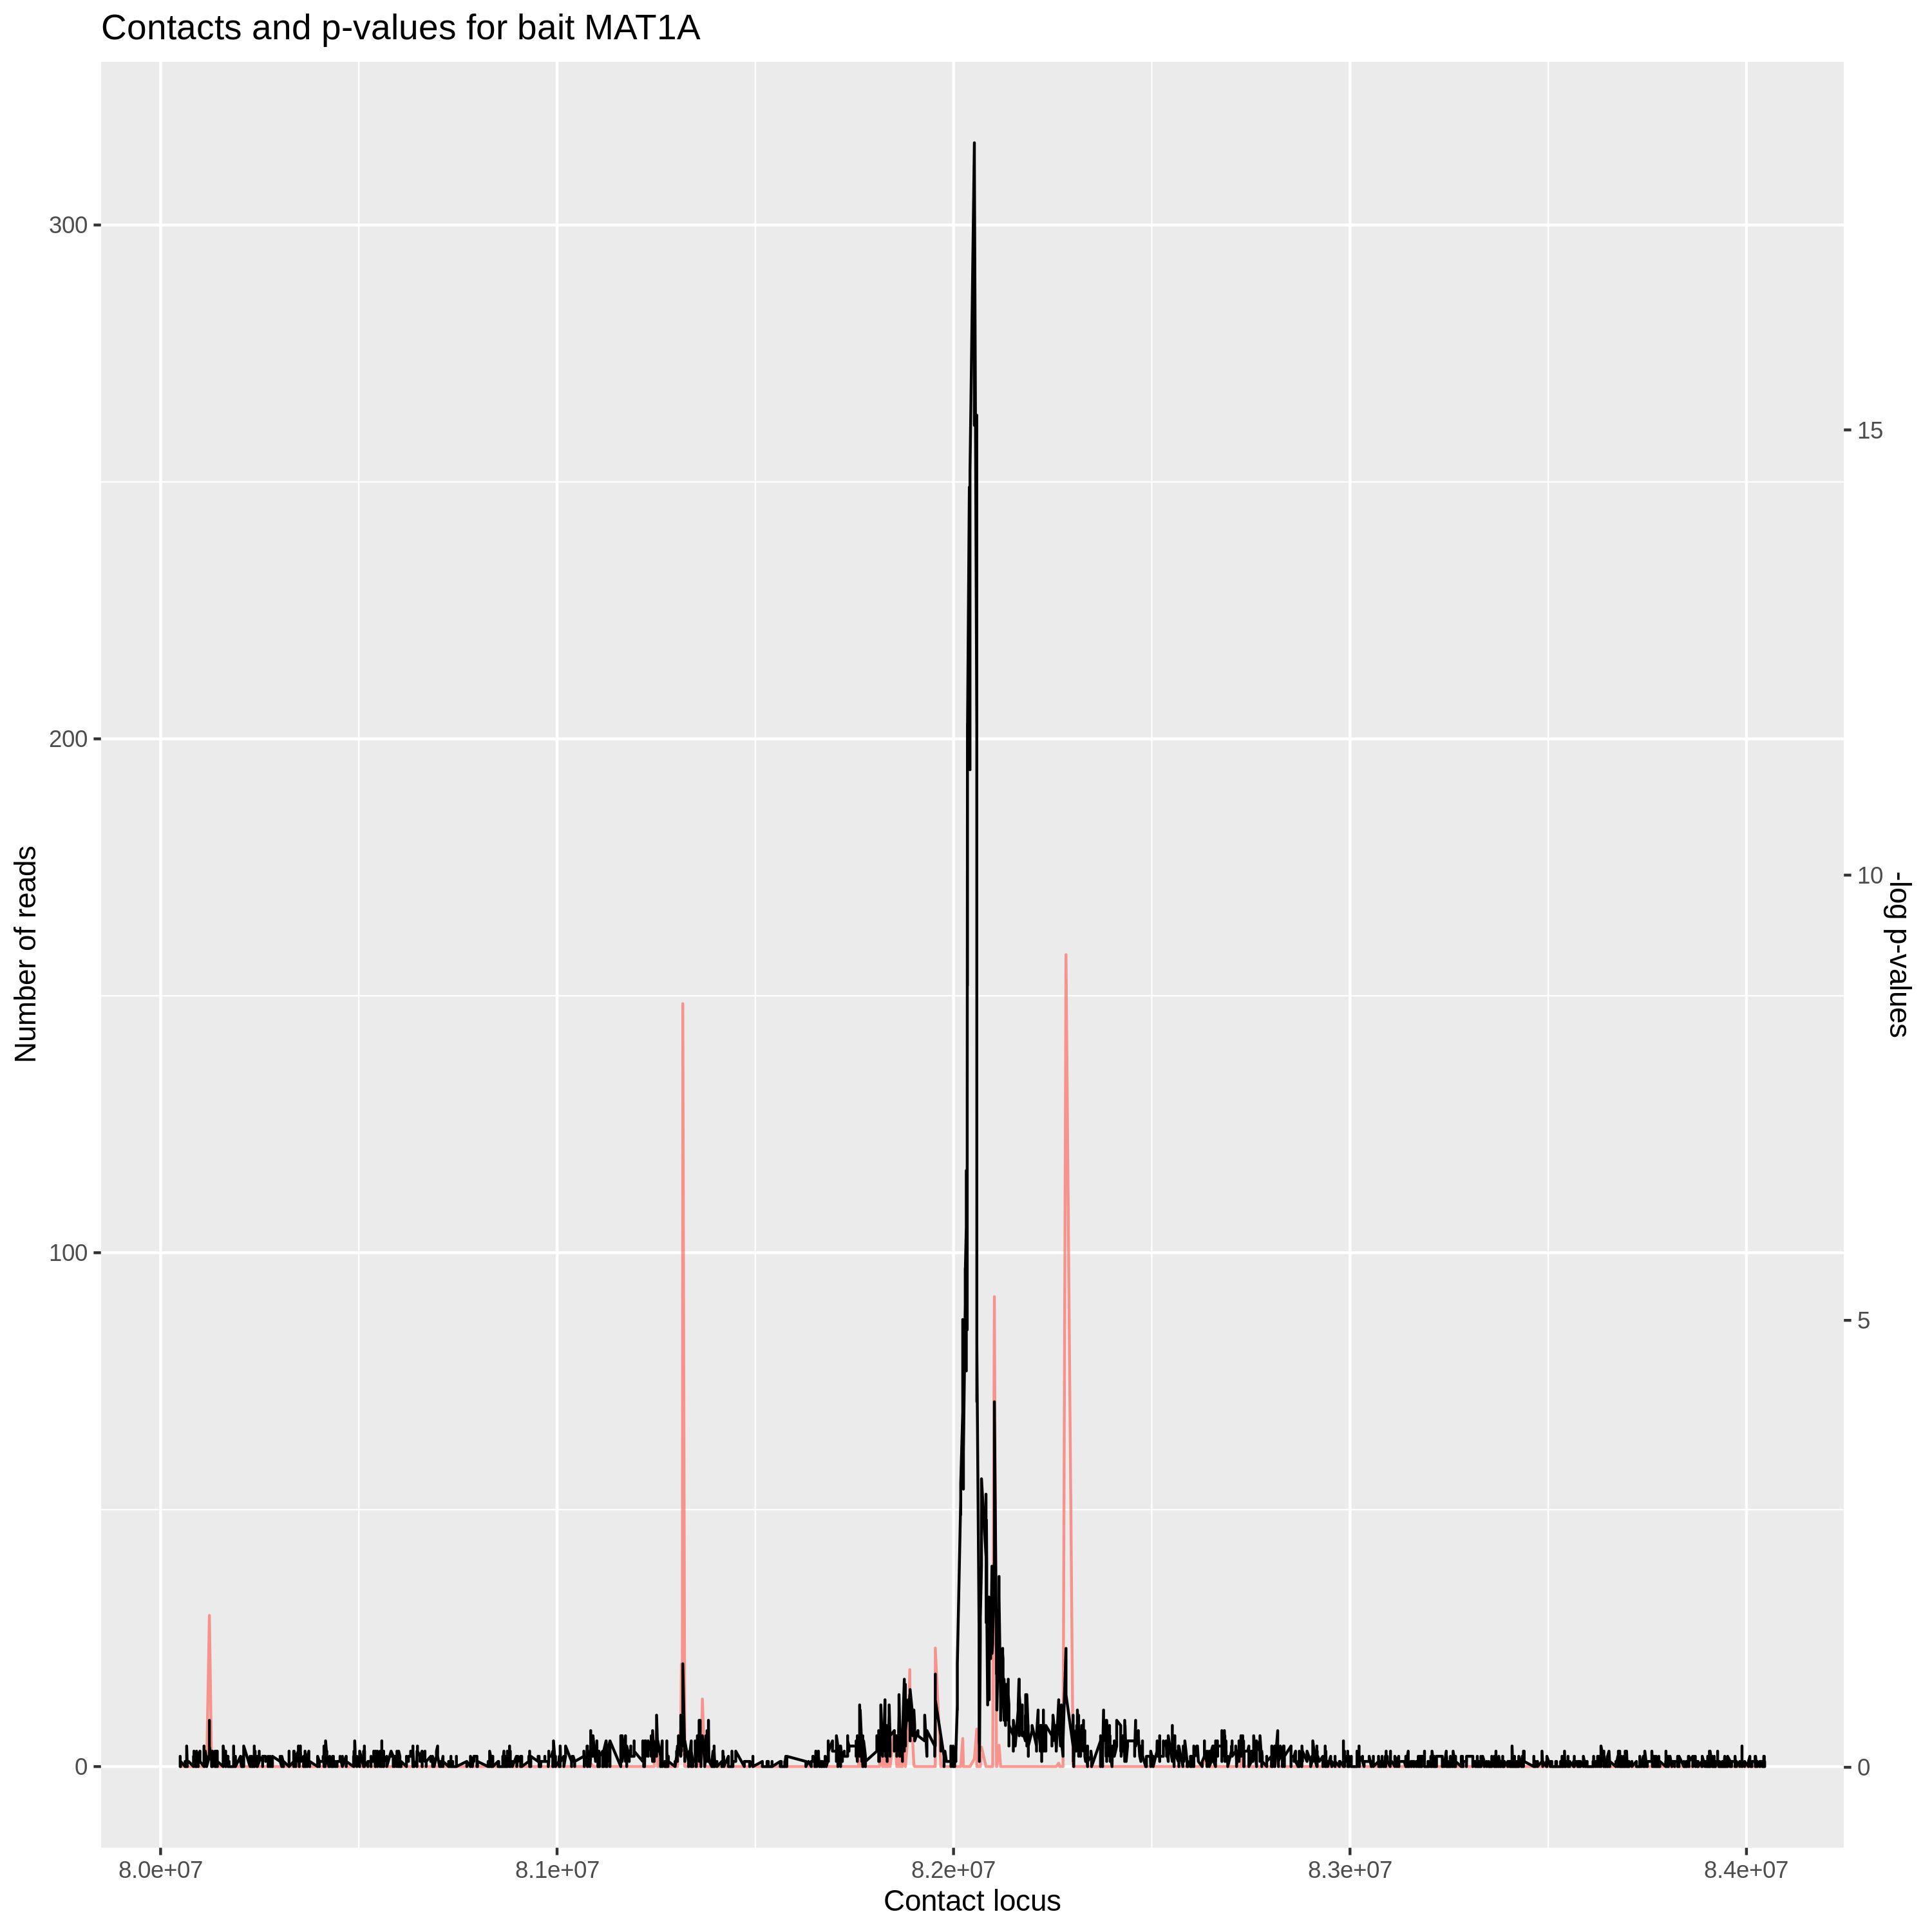 Contacts and p-values for bait MAT1A
300
200
100
0
Number of reads
15
10
5
0
-log p-values
8.0e+07
8.1e+07
8.2e+07
8.3e+07
8.4e+07
Contact locus